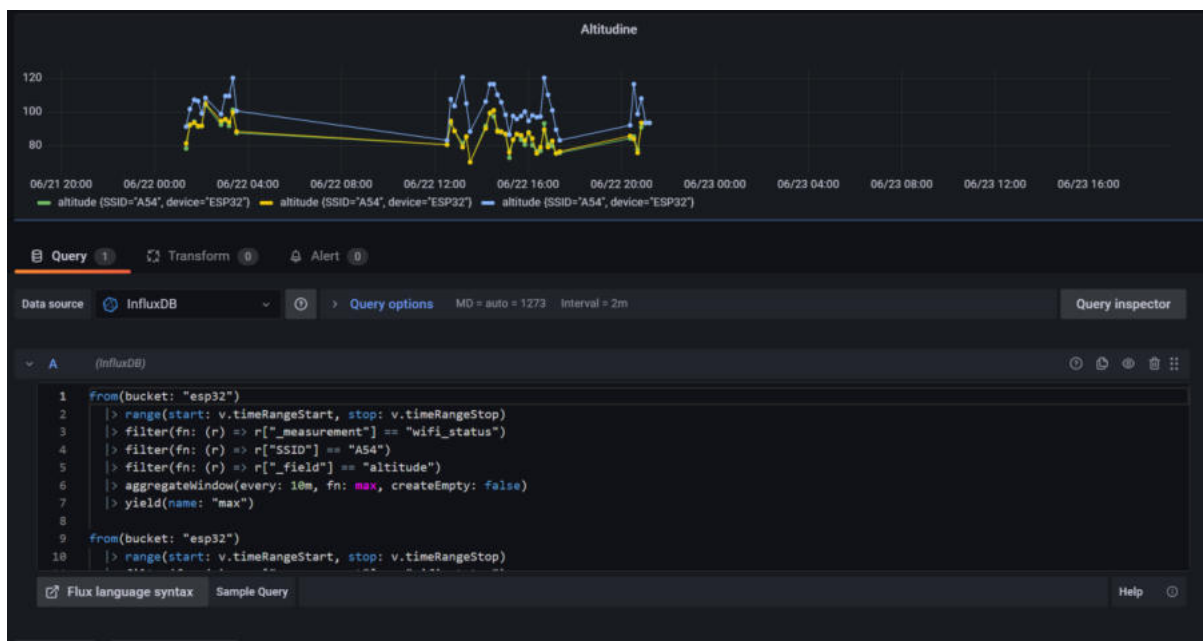 Altitudine
120
100
80
06/21 20:00 06/22 00:00 06/22 04:00 06/22 08:00 06/22 12:00 06/22 16:00 06/22 20:00 06/23 00:00 06/23 04:00 06/23 08:00 06/23 12:00 06/23 16:00
altitude {SSID="A54", device="ESP32"} altitude {SSID="A54", device="ESP32"} altitude {SSID="A54", device="ESP32"}
Query 1 Transform 0 Alert 0
Data source InfluxDB Query options MD = auto = 1273 Interval = 2m Query inspector
A (InfluxDB)
1 from(bucket: "esp32")
2 |> range(start: v.timeRangeStart, stop: v.timeRangeStop)
3 |> filter(fn: (r) => r["_measurement"] == "wifi_status")
4 |> filter(fn: (r) => r["SSID"] == "A54")
5 |> filter(fn: (r) => r["_field"] == "altitude")
6 |> aggregateWindow(every: 10m, fn: max, createEmpty: false)
7 |> yield(name: "max")
8
9 from(bucket: "esp32")
10 |> range(start: v.timeRangeStart, stop: v.timeRangeStop)
Flux language syntax Sample Query Help